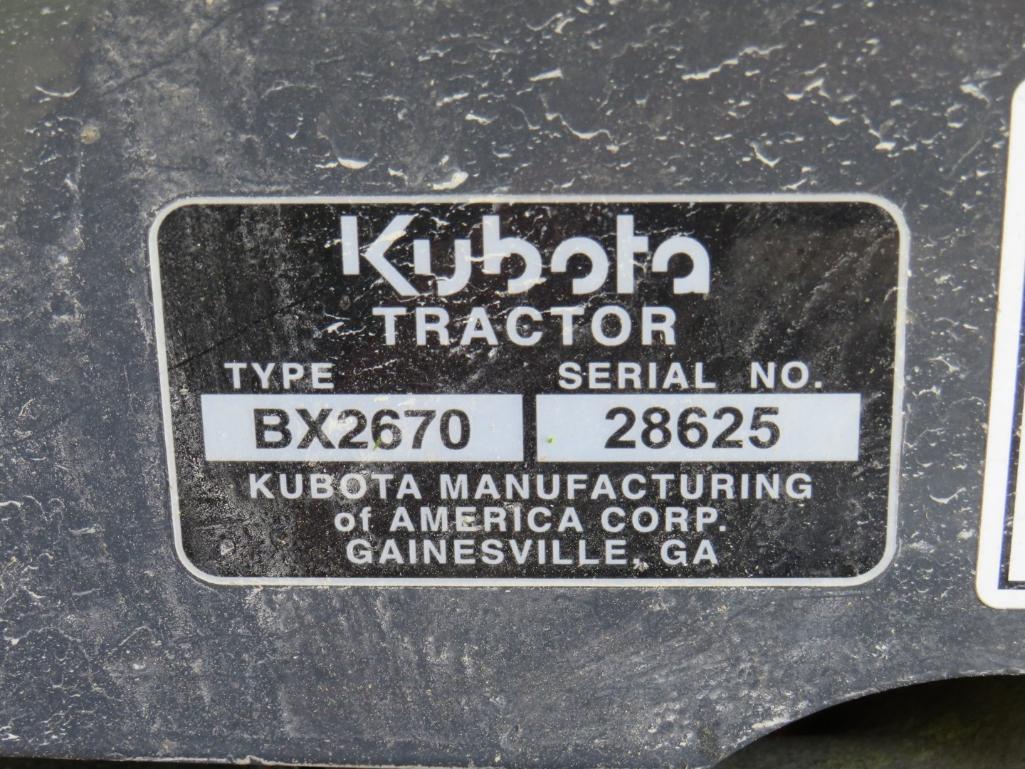 Kubota
TRACTOR
TYPE SERIAL NO.
BX2670 28625
KUBOTA MANUFACTURING
of AMERICA CORP.
GAINESVILLE, GA